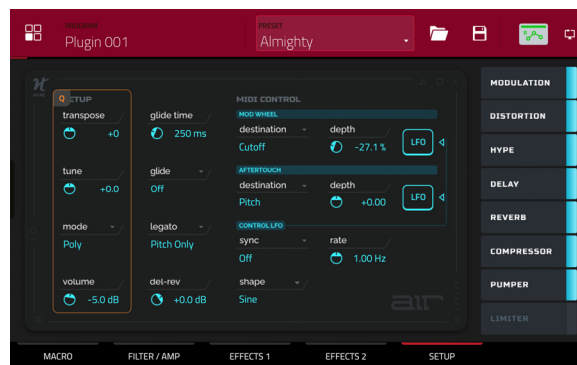 PROGRAM
Plugin 001
PRESET
Almighty
HYPE
Q
SETUP
transpose
+0
glide time
250 ms
tune
+0.0
glide
Off
mode
Poly
legato
Pitch Only
volume
-5.0 dB
del-rev
+0.0 dB
MIDI CONTROL
MOD WHEEL
destination
Cutoff
depth
-27.1 %
LFO
AFTERTOUCH
destination
Pitch
depth
+0.00
LFO
CONTROL LFO
sync
Off
rate
1.00 Hz
shape
Sine
air
MODULATION
DISTORTION
HYPE
DELAY
REVERB
COMPRESSOR
PUMPER
LIMITER
MACRO
FILTER / AMP
EFFECTS 1
EFFECTS 2
SETUP